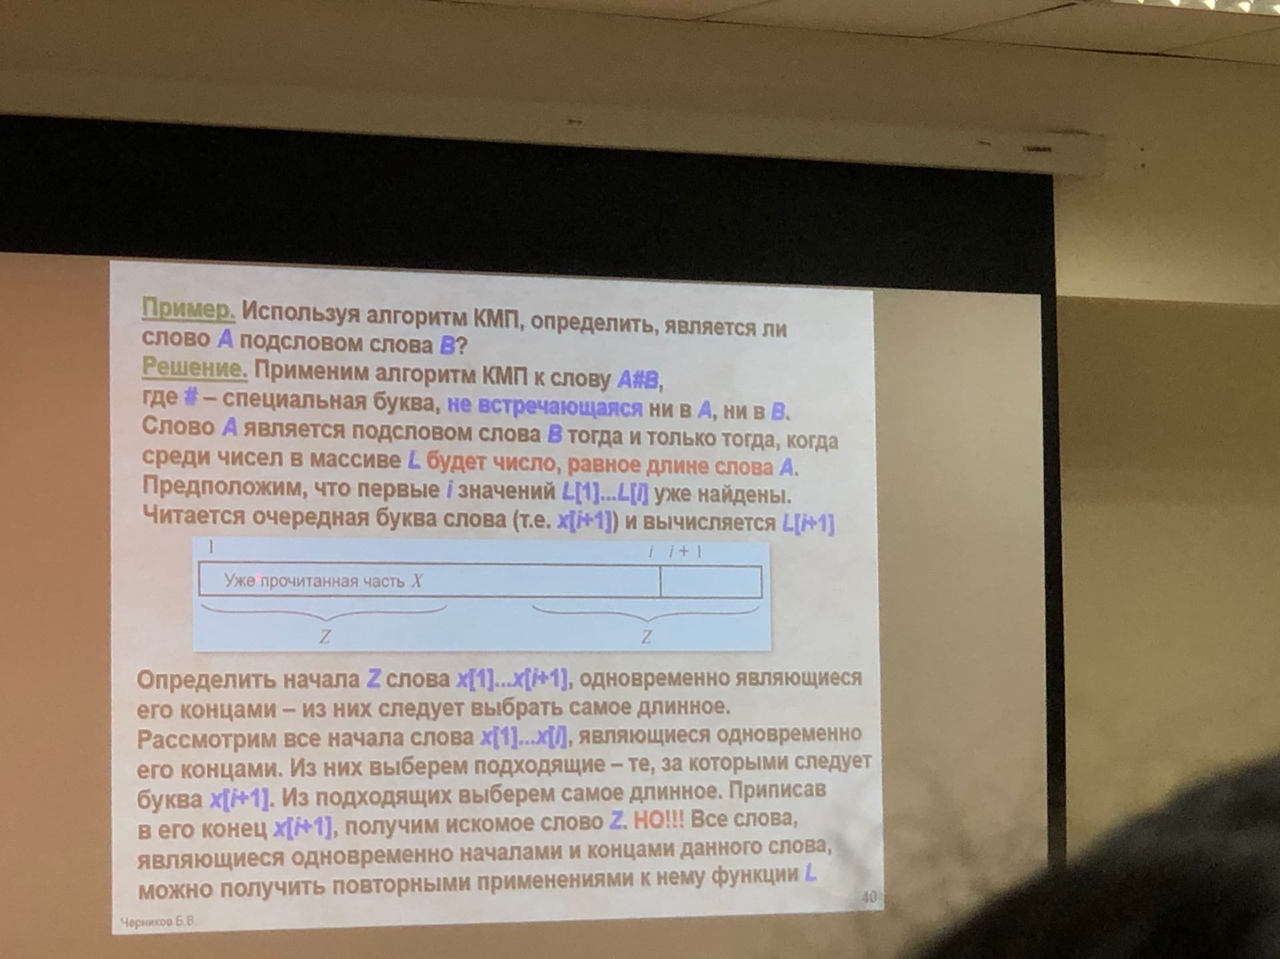 Пример. Используя алгоритм КМП, определить, является ли
слово A подсловом слова B?
Решение. Применим алгоритм КМП к слову A#B,
где # – специальная буква, не встречающаяся ни в A, ни в B.
Слово A является подсловом слова B тогда и только тогда, когда
среди чисел в массиве L будет число, равное длине слова A.
Предположим, что первые i значений L[1]...L[i] уже найдены.
Читается очередная буква слова (т.е. x[i+1]) и вычисляется L[i+1]
1 i i + 1
Уже прочитанная часть X
Z Z
Определить начала Z слова x[1]...x[i+1], одновременно являющиеся
его концами – из них следует выбрать самое длинное.
Рассмотрим все начала слова x[1]...x[i], являющиеся одновременно
его концами. Из них выберем подходящие – те, за которыми следует
буква x[i+1]. Из подходящих выберем самое длинное. Приписав
в его конец x[i+1], получим искомое слово Z. НО!!! Все слова,
являющиеся одновременно началами и концами данного слова,
можно получить повторными применениями к нему функции L
40
Черников Б.В.